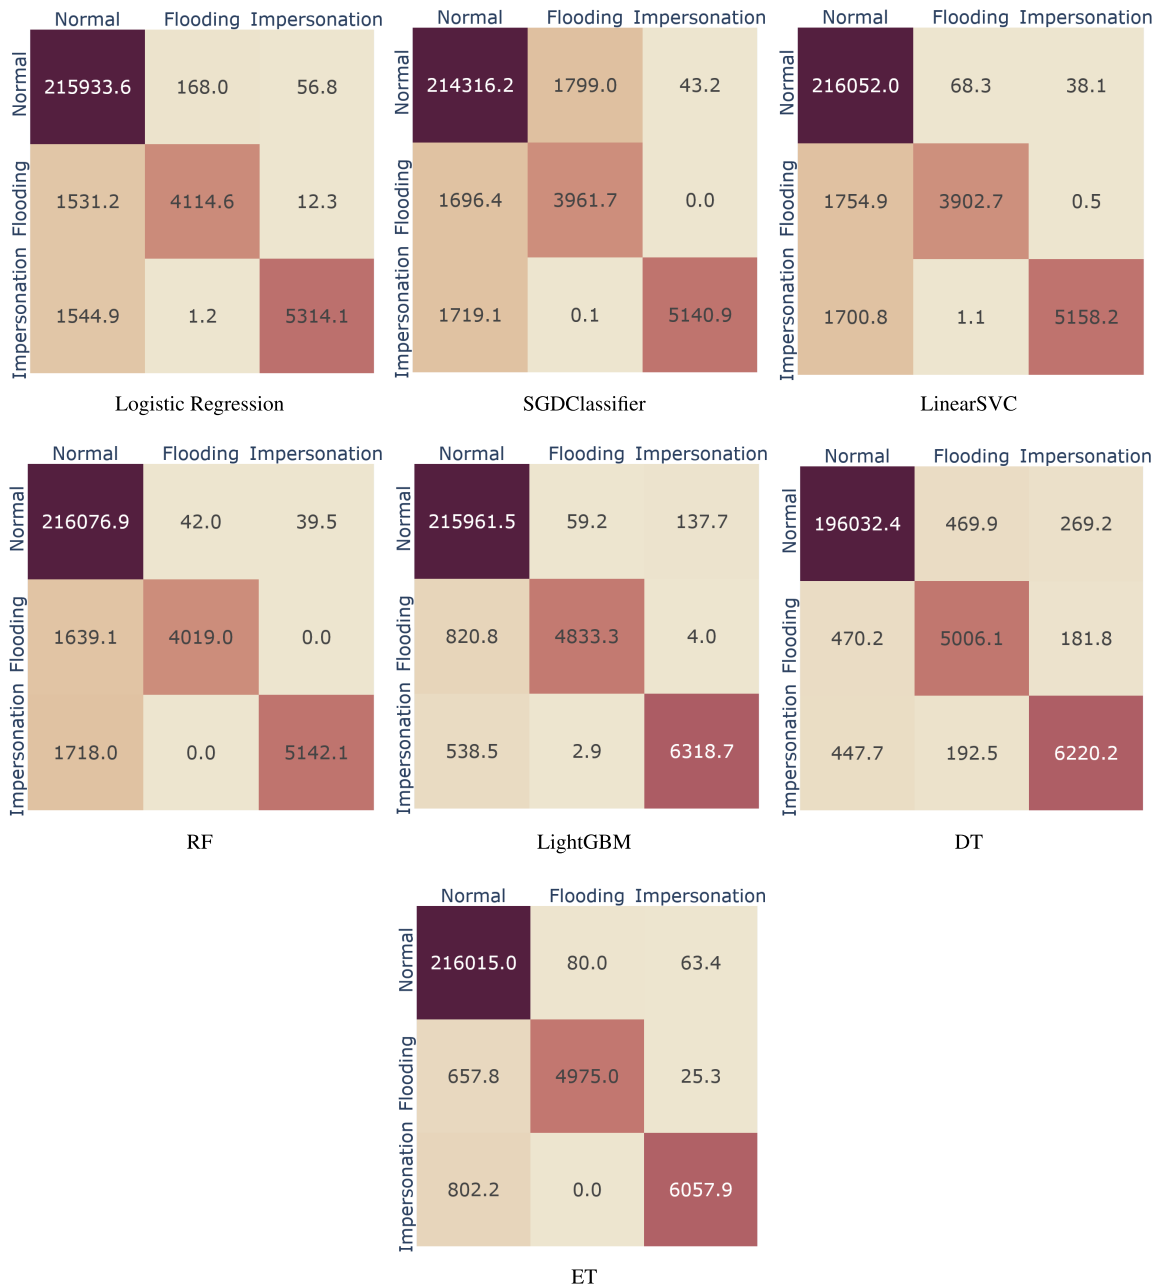 Normal Flooding Impersonation
Normal 215933.6 168.0 56.8
Flooding 1531.2 4114.6 12.3
Impersonation 1544.9 1.2 5314.1
Logistic Regression
Normal Flooding Impersonation
Normal 214316.2 1799.0 43.2
Flooding 1696.4 3961.7 0.0
Impersonation 1719.1 0.1 5140.9
SGDClassifier
Normal Flooding Impersonation
Normal 216052.0 68.3 38.1
Flooding 1754.9 3902.7 0.5
Impersonation 1700.8 1.1 5158.2
LinearSVC
Normal Flooding Impersonation
Normal 216076.9 42.0 39.5
Flooding 1639.1 4019.0 0.0
Impersonation 1718.0 0.0 5142.1
RF
Normal Flooding Impersonation
Normal 215961.5 59.2 137.7
Flooding 820.8 4833.3 4.0
Impersonation 538.5 2.9 6318.7
LightGBM
Normal Flooding Impersonation
Normal 196032.4 469.9 269.2
Flooding 470.2 5006.1 181.8
Impersonation 447.7 192.5 6220.2
DT
Normal Flooding Impersonation
Normal 216015.0 80.0 63.4
Flooding 657.8 4975.0 25.3
Impersonation 802.2 0.0 6057.9
ET